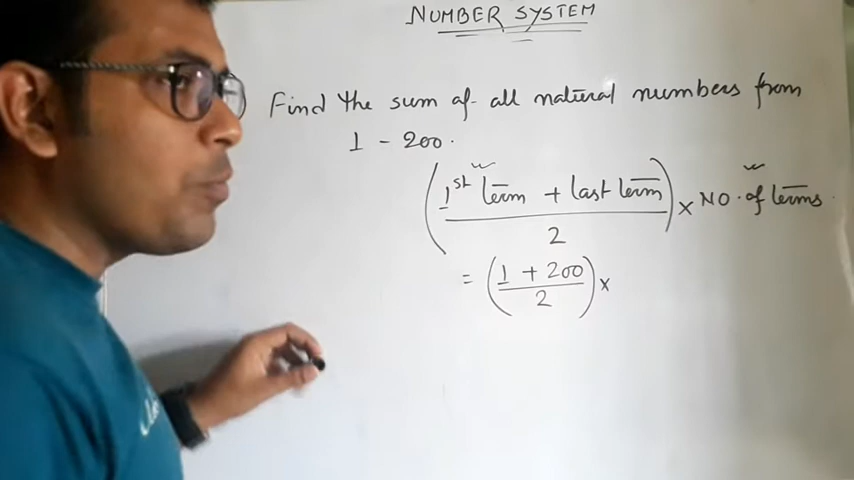 NUMBER SYSTEM
Find the sum of all natural numbers from
1 - 200.
(1st term + last term / 2) × NO. of terms.
= (1 + 200 / 2) ×